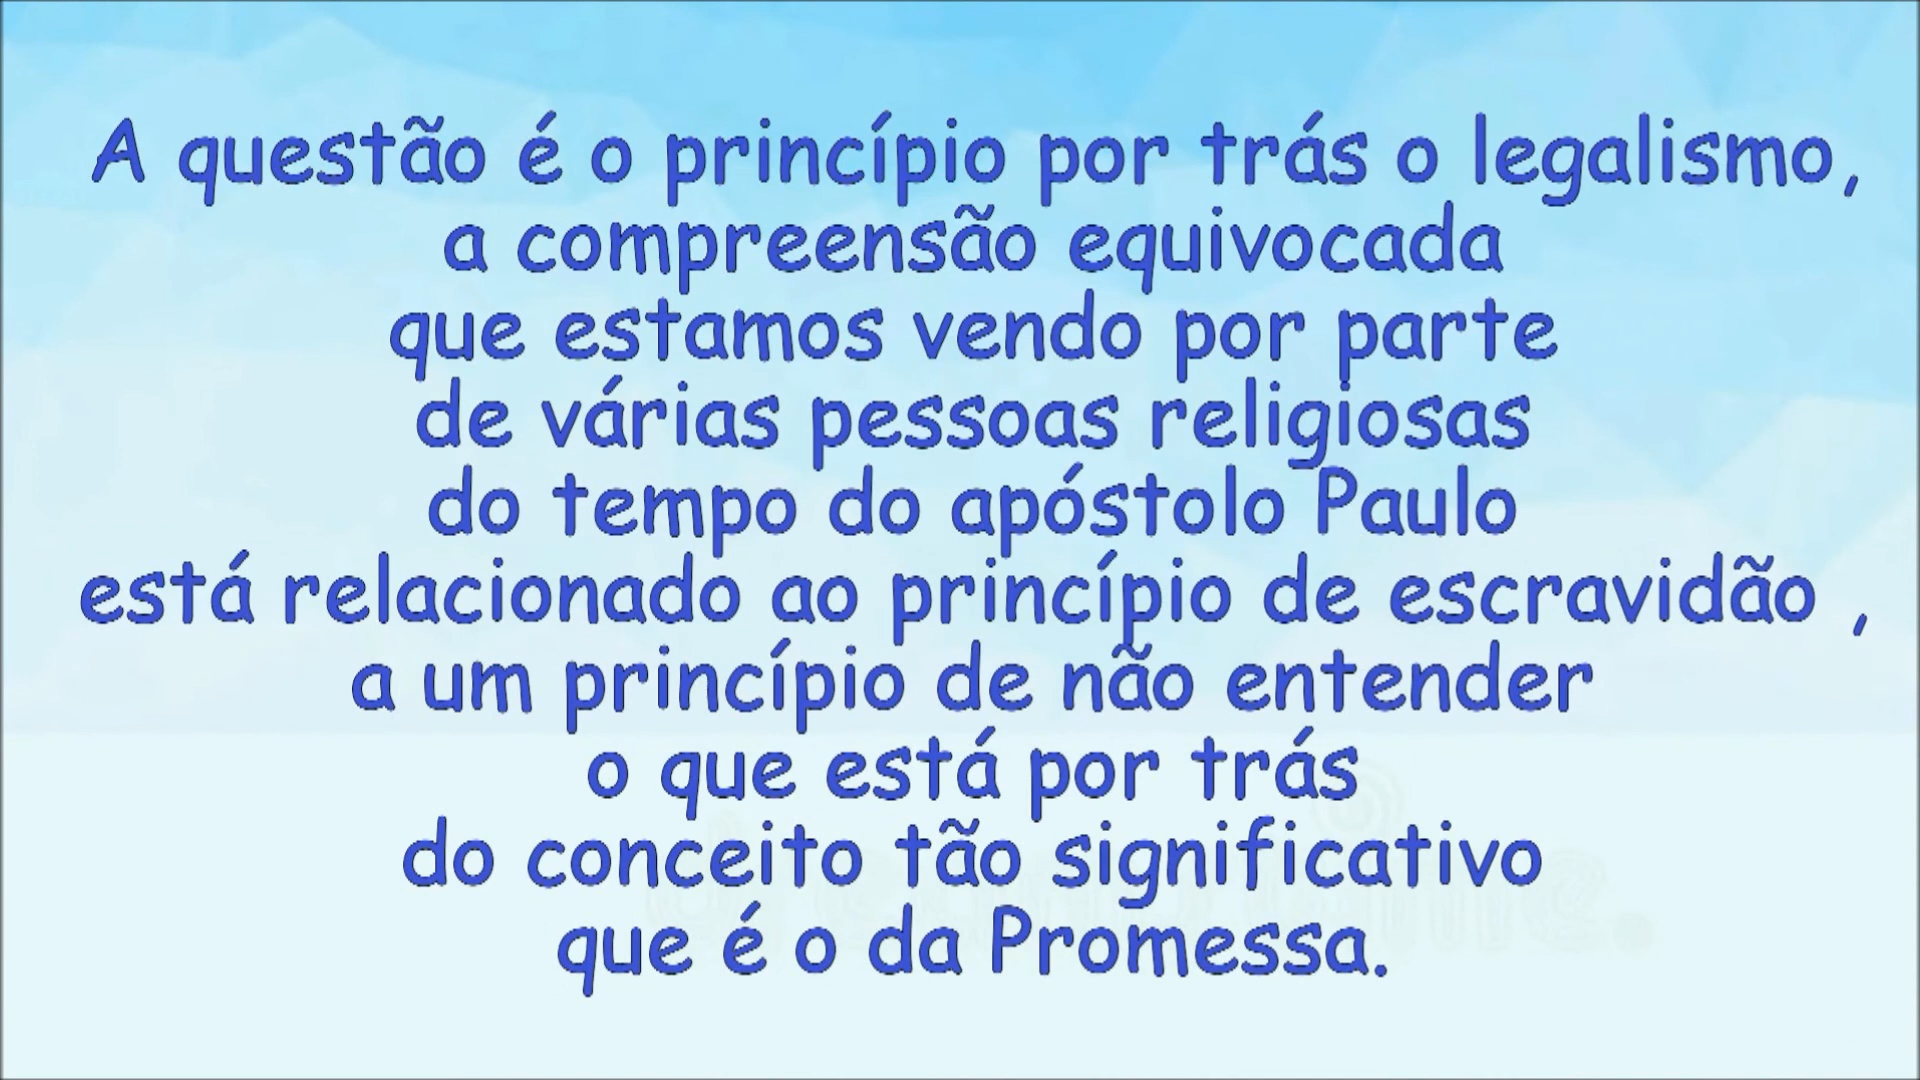 A questão é o princípio por trás o legalismo,
a compreensão equivocada
que estamos vendo por parte
de várias pessoas religiosas
do tempo do apóstolo Paulo
está relacionado ao princípio de escravidão ,
a um princípio de não entender
o que está por trás
do conceito tão significativo
que é o da Promessa.